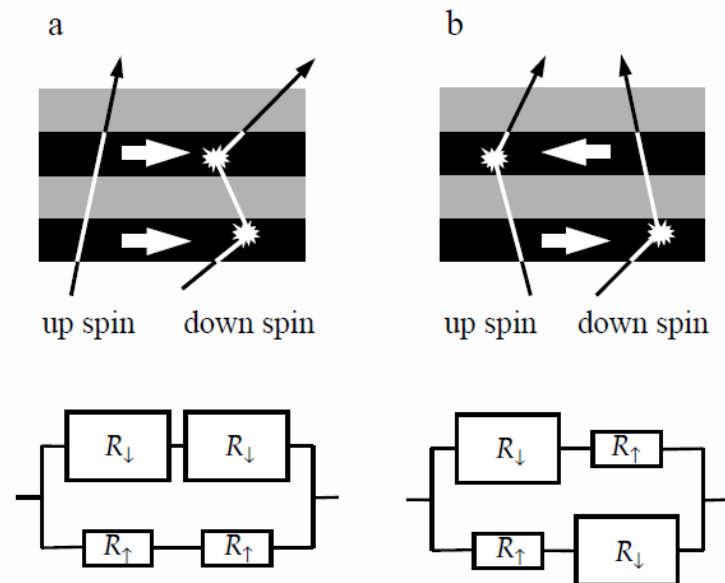 a b
up spin down spin up spin down spin
R↓ R↓ R↓ R↑
R↑ R↑ R↑ R↓